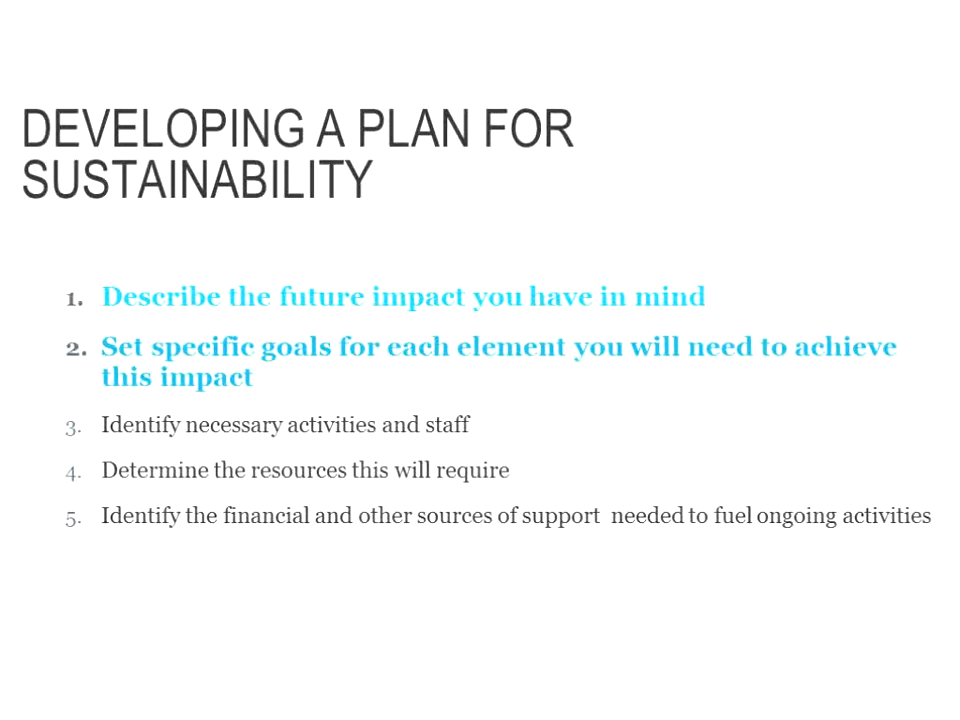 DEVELOPING A PLAN FOR
SUSTAINABILITY
1. Describe the future impact you have in mind
2. Set specific goals for each element you will need to achieve
this impact
3. Identify necessary activities and staff
4. Determine the resources this will require
5. Identify the financial and other sources of support  needed to fuel ongoing activities